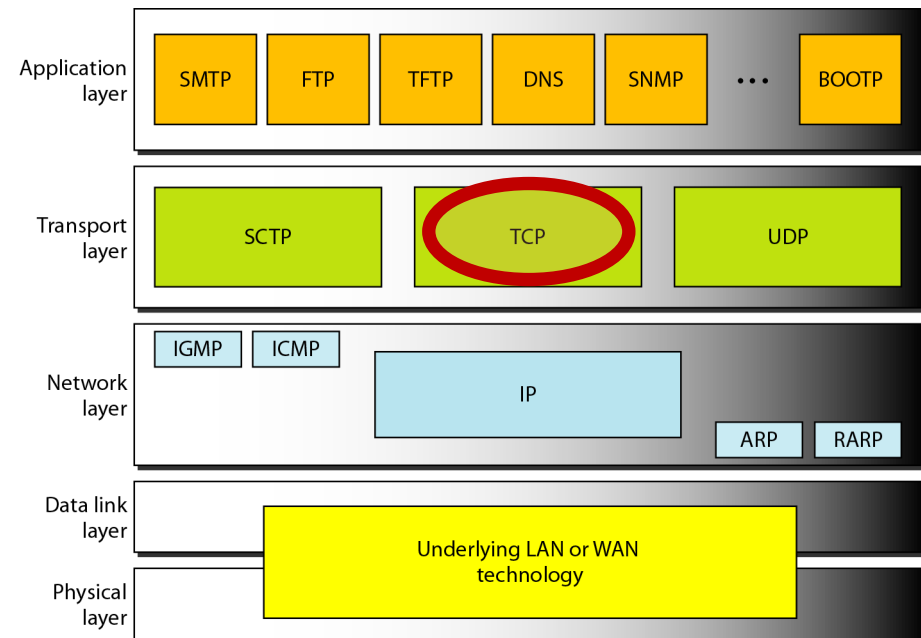 Application
layer
SMTP FTP TFTP DNS SNMP ... BOOTP
Transport
layer
SCTP TCP UDP
IGMP ICMP
Network
layer
IP
ARP RARP
Data link
layer
Underlying LAN or WAN
technology
Physical
layer